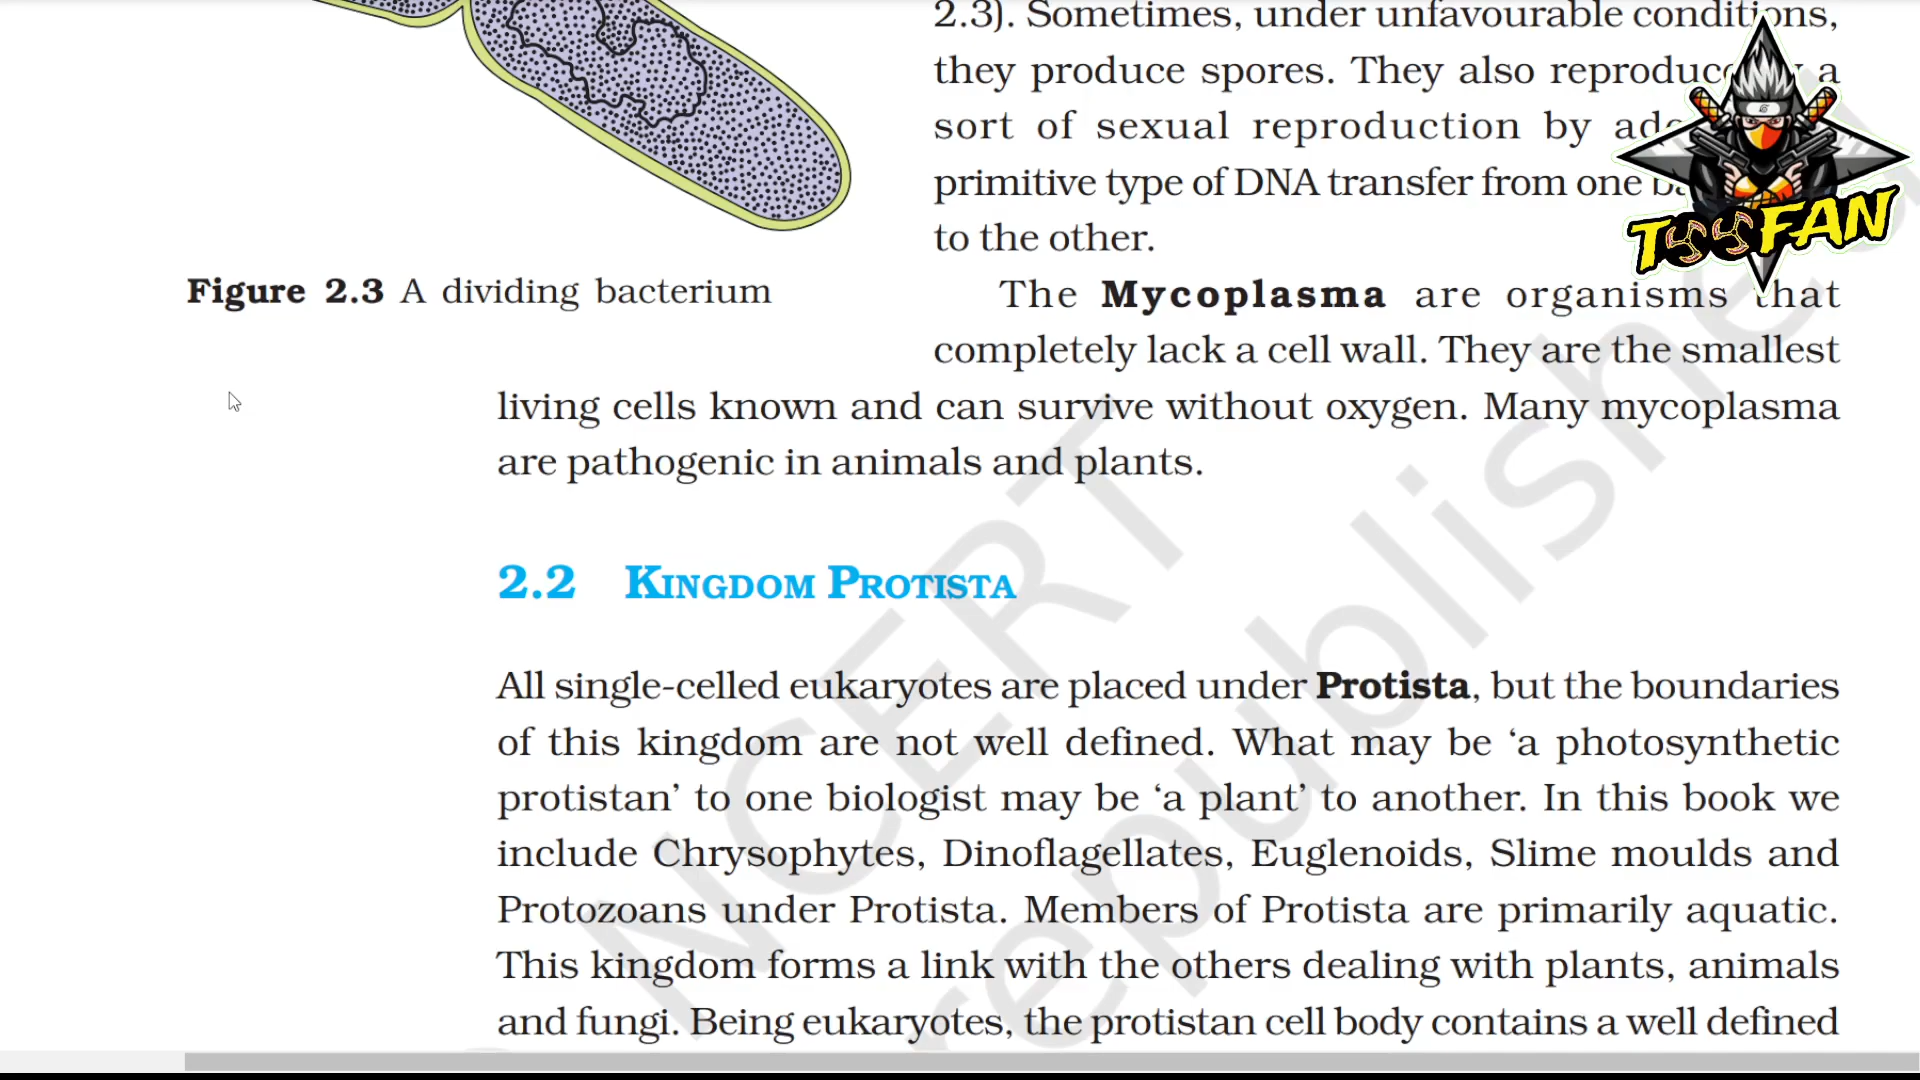 2.3). Sometimes, under unfavourable conditions,
they produce spores. They also reproduce a
sort of sexual reproduction by
primitive type of DNA transfer from one
to the other.
TOOFAN
Figure 2.3 A dividing bacterium
The Mycoplasma are organisms that
completely lack a cell wall. They are the smallest
living cells known and can survive without oxygen. Many mycoplasma
are pathogenic in animals and plants.
2.2 KINGDOM PROTISTA
All single-celled eukaryotes are placed under Protista, but the boundaries
of this kingdom are not well defined. What may be ‘a photosynthetic
protistan’ to one biologist may be ‘a plant’ to another. In this book we
include Chrysophytes, Dinoflagellates, Euglenoids, Slime moulds and
Protozoans under Protista. Members of Protista are primarily aquatic.
This kingdom forms a link with the others dealing with plants, animals
and fungi. Being eukaryotes, the protistan cell body contains a well defined
NCERT
republished